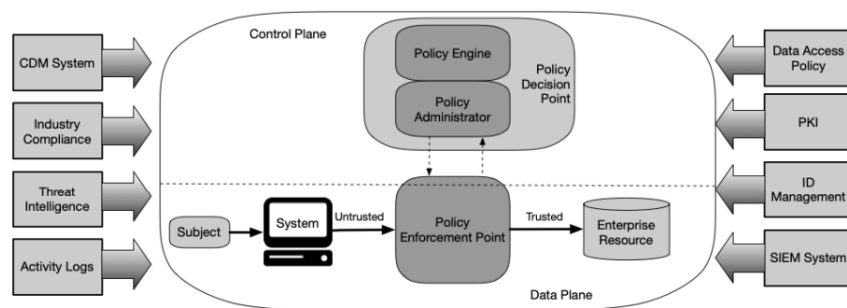 Control Plane
Policy Engine
Policy
Administrator
Policy
Decision
Point
CDM System
Industry
Compliance
Threat
Intelligence
Activity Logs
Data Access
Policy
PKI
ID
Management
SIEM System
Subject
System
Untrusted
Policy
Enforcement Point
Trusted
Enterprise
Resource
Data Plane